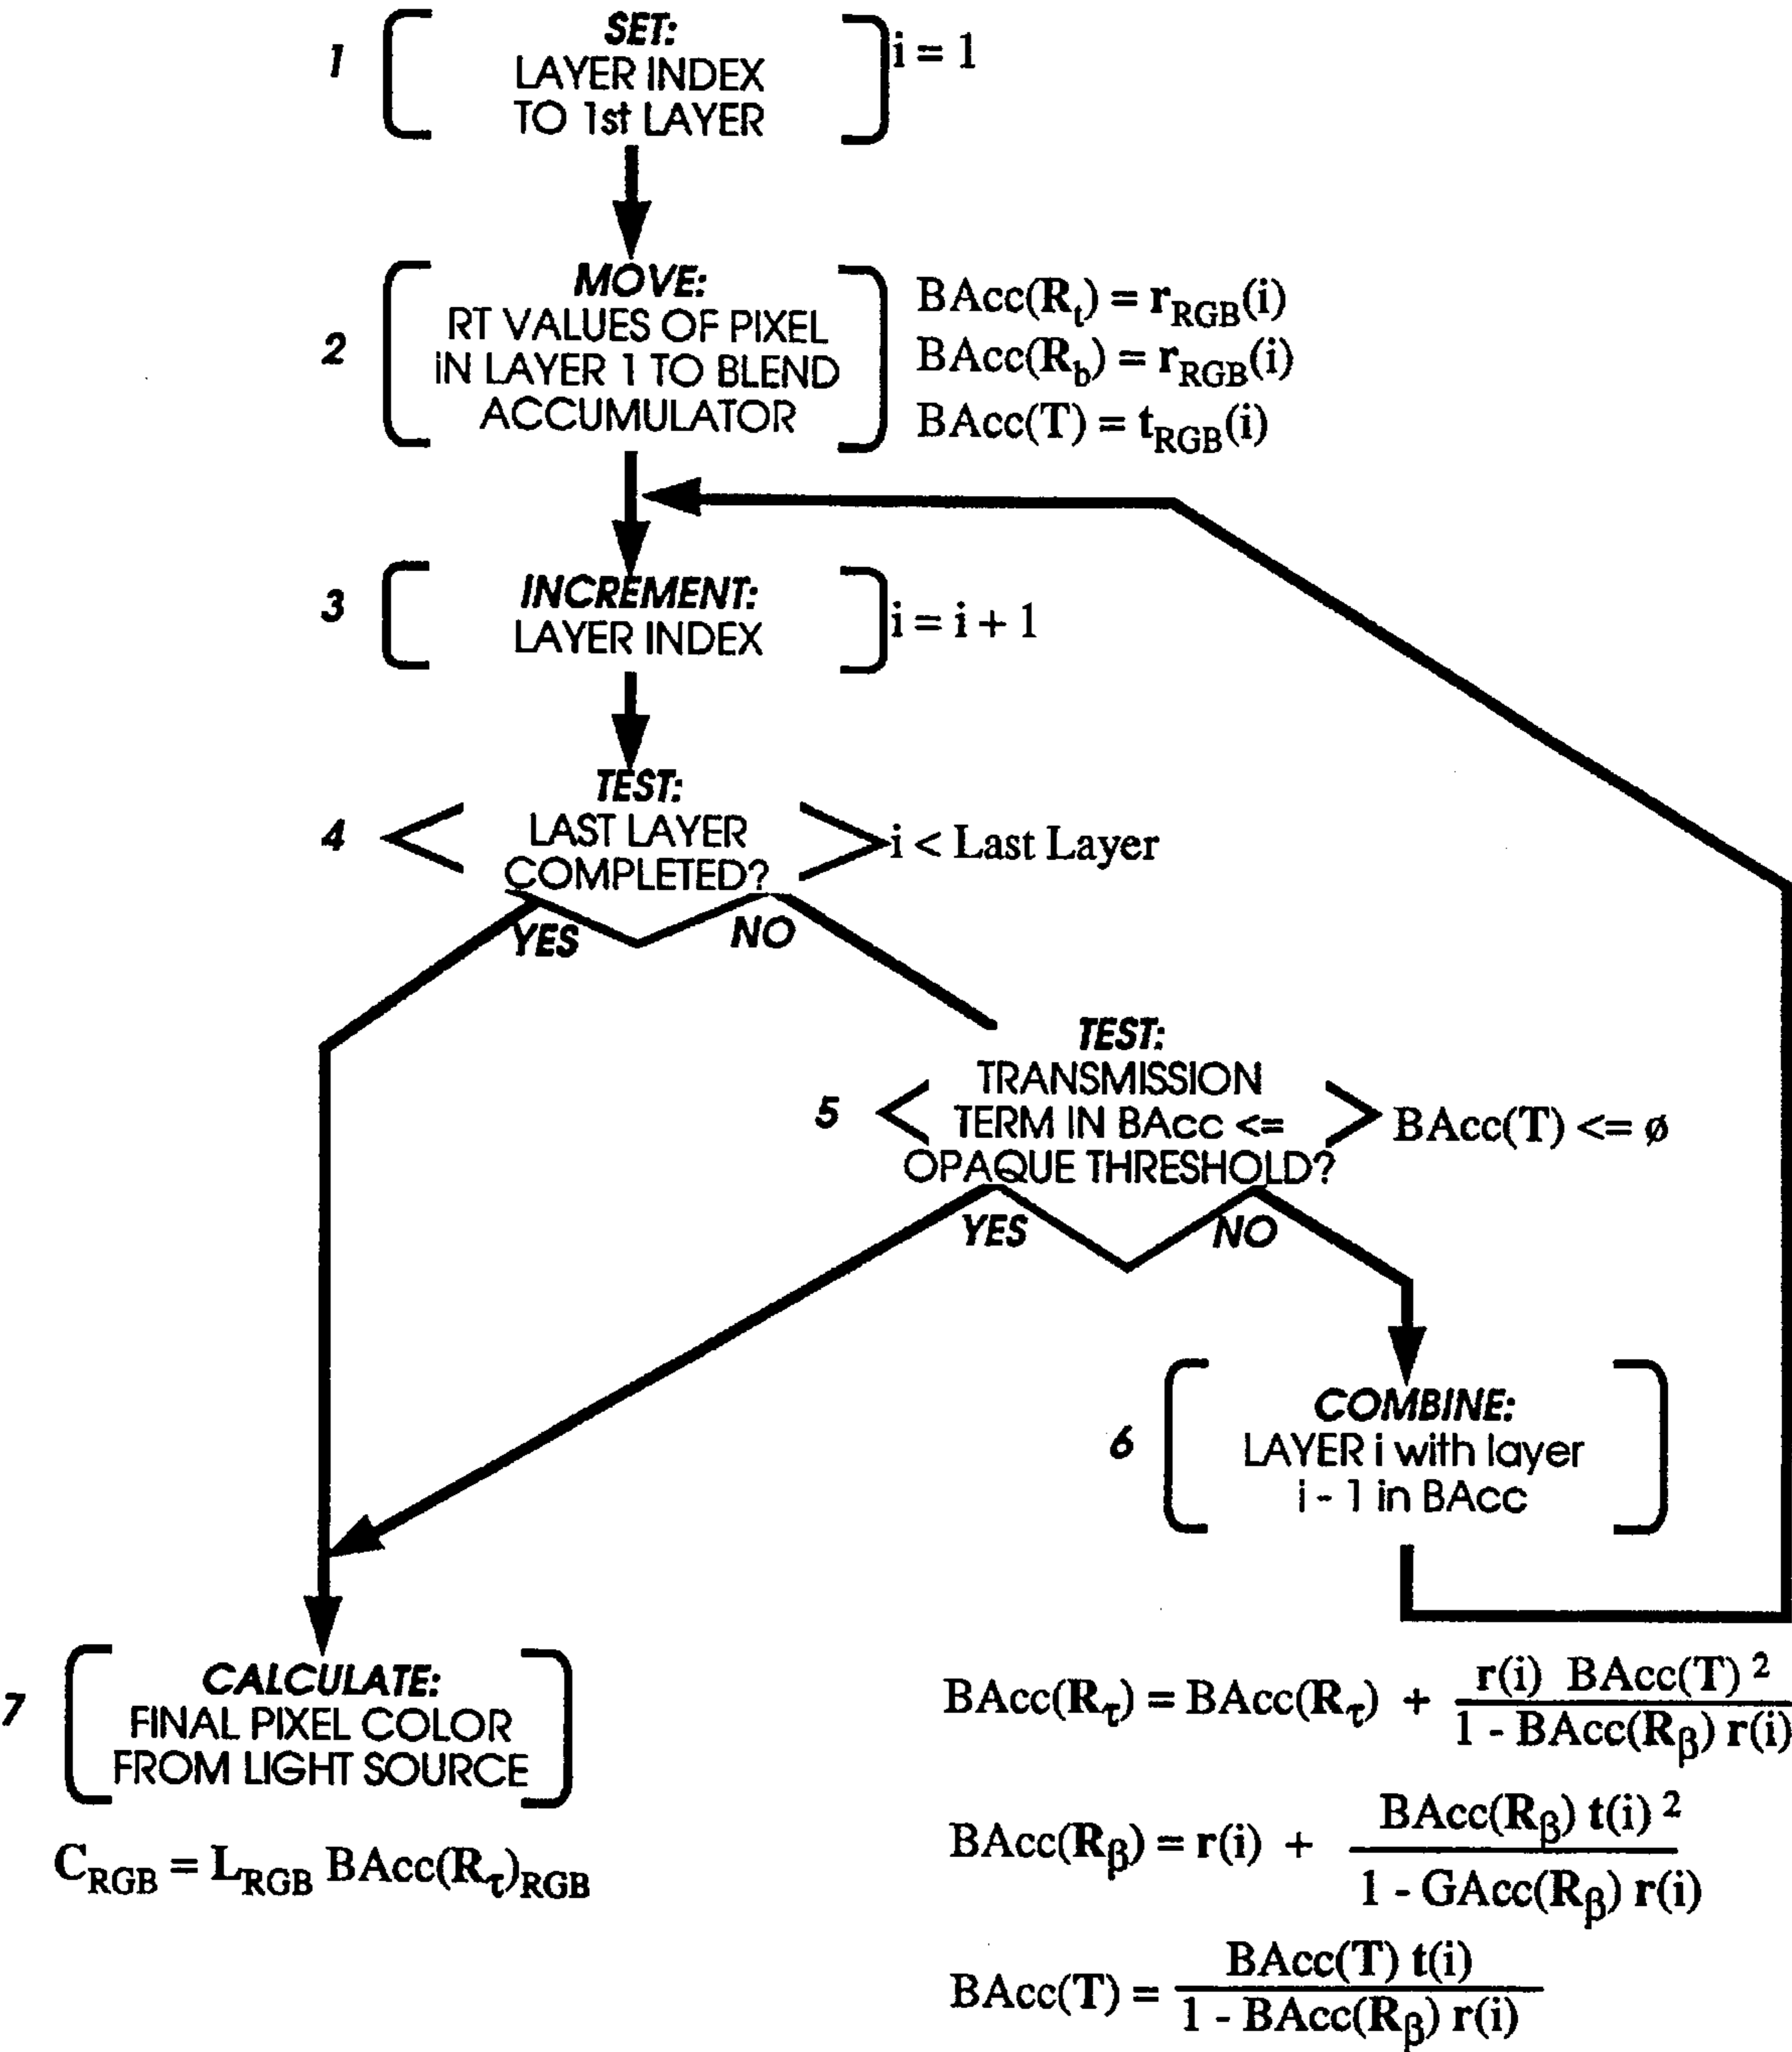 1
SET:
LAYER INDEX
TO 1st LAYER
i = 1
2
MOVE:
RT VALUES OF PIXEL
IN LAYER 1 TO BLEND
ACCUMULATOR
BAcc(R_t) = r_RGB(i)
BAcc(R_b) = r_RGB(i)
BAcc(T) = t_RGB(i)
3
INCREMENT:
LAYER INDEX
i = i + 1
4
TEST:
LAST LAYER
COMPLETED?
i < Last Layer
YES
NO
5
TEST:
TRANSMISSION
TERM IN BAcc <=
OPAQUE THRESHOLD?
BAcc(T) <= ø
YES
NO
6
COMBINE:
LAYER i with layer
i - 1 in BAcc
7
CALCULATE:
FINAL PIXEL COLOR
FROM LIGHT SOURCE
C_RGB = L_RGB BAcc(R_τ)_RGB
BAcc(R_τ) = BAcc(R_τ) + r(i) BAcc(T)²
1 - BAcc(R_β) r(i)
BAcc(R_β) = r(i) + BAcc(R_β) t(i)²
1 - GAcc(R_β) r(i)
BAcc(T) = BAcc(T) t(i)
1 - BAcc(R_β) r(i)